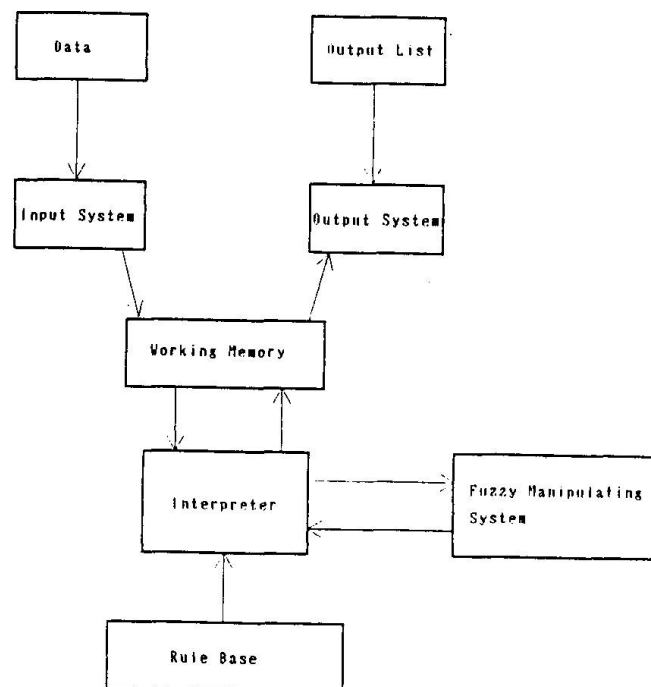 Data
Output List
Input System
Output System
Working Memory
Interpreter
Fuzzy Manipulating
System
Rule Base